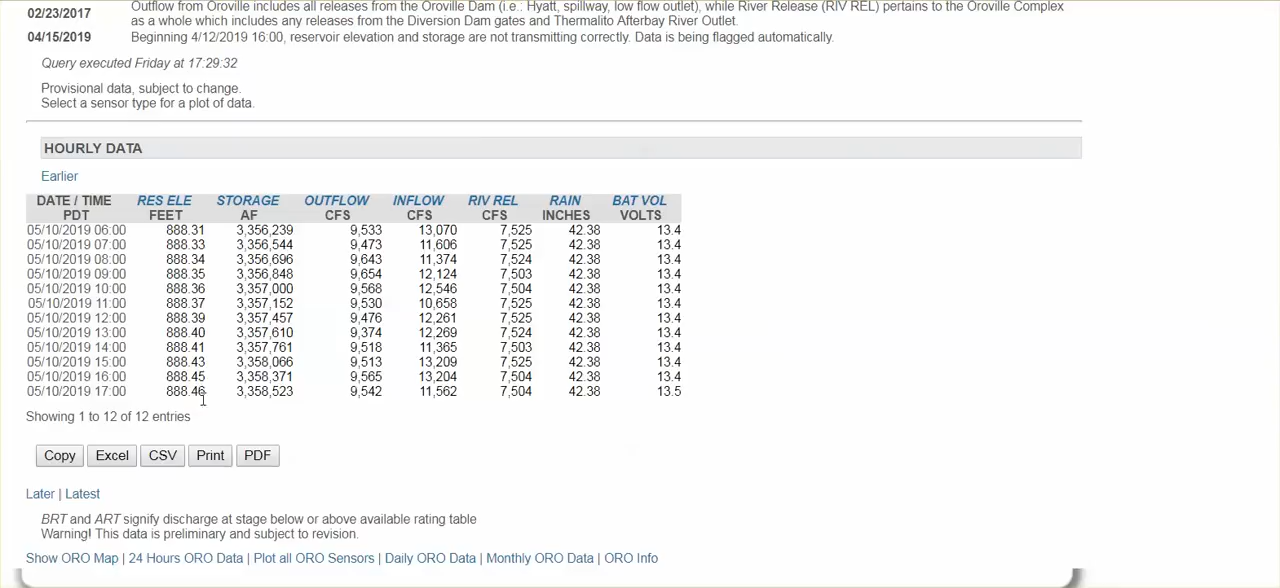 Outflow from Oroville includes all releases from the Oroville Dam (i.e.: Hyatt, spillway, low flow outlet), while River Release (RIV REL) pertains to the Oroville Complex
02/23/2017 as a whole which includes any releases from the Diversion Dam gates and Thermalito Afterbay River Outlet.
04/15/2019 Beginning 4/12/2019 16:00, reservoir elevation and storage are not transmitting correctly. Data is being flagged automatically.
Query executed Friday at 17:29:32
Provisional data, subject to change.
Select a sensor type for a plot of data.
HOURLY DATA
Earlier
DATE / TIME RES ELE STORAGE OUTFLOW INFLOW RIV REL RAIN BAT VOL
PDT FEET AF CFS CFS CFS INCHES VOLTS
05/10/2019 06:00 888.31 3,356,239 9,533 13,070 7,525 42.38 13.4
05/10/2019 07:00 888.33 3,356,544 9,473 11,606 7,525 42.38 13.4
05/10/2019 08:00 888.34 3,356,696 9,643 11,374 7,524 42.38 13.4
05/10/2019 09:00 888.35 3,356,848 9,654 12,124 7,503 42.38 13.4
05/10/2019 10:00 888.36 3,357,000 9,568 12,546 7,504 42.38 13.4
05/10/2019 11:00 888.37 3,357,152 9,530 10,658 7,525 42.38 13.4
05/10/2019 12:00 888.39 3,357,457 9,476 12,261 7,525 42.38 13.4
05/10/2019 13:00 888.40 3,357,610 9,374 12,269 7,524 42.38 13.4
05/10/2019 14:00 888.41 3,357,761 9,518 11,365 7,503 42.38 13.4
05/10/2019 15:00 888.43 3,358,066 9,513 13,209 7,525 42.38 13.4
05/10/2019 16:00 888.45 3,358,371 9,565 13,204 7,504 42.38 13.4
05/10/2019 17:00 888.46 3,358,523 9,542 11,562 7,504 42.38 13.5
Showing 1 to 12 of 12 entries
Copy Excel CSV Print PDF
Later | Latest
BRT and ART signify discharge at stage below or above available rating table
Warning! This data is preliminary and subject to revision.
Show ORO Map | 24 Hours ORO Data | Plot all ORO Sensors | Daily ORO Data | Monthly ORO Data | ORO Info